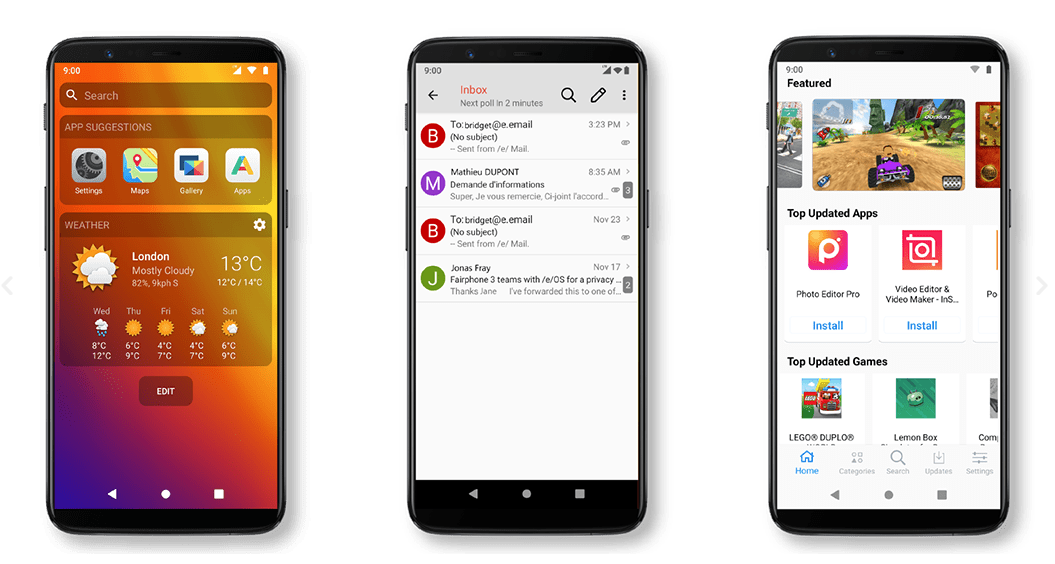 9:00
Search
APP SUGGESTIONS
Settings Maps Gallery Apps
WEATHER
London
Mostly Cloudy
82%, 9kph S
13°C
12°C / 14°C
Wed Thu Fri Sat Sun
8°C 6°C 4°C 4°C 6°C
12°C 9°C 7°C 7°C 9°C
EDIT
9:00
Inbox
Next poll in 2 minutes
B
To: bridget@e.email 3:23 PM
(No subject)
-- Sent from /e/ Mail.
M
Mathieu DUPONT 8:35 AM
Demande d'informations
Super, Je vous remercie, Ci-joint l'accord... 3
B
To: bridget@e.email Nov 23
(No subject)
-- Sent from /e/ Mail.
J
Jonas Fray Nov 17
Fairphone 3 teams with /e/OS for a privacy ...
Thanks Jane I've forwarded this to one of... 2
9:00
Featured
Top Updated Apps
Photo Editor Pro
Install
Video Editor &
Video Maker - InS...
Install
Po
Top Updated Games
LEGO® DUPLO®
Lemon Box
Comp
Home Categories Search Updates Settings